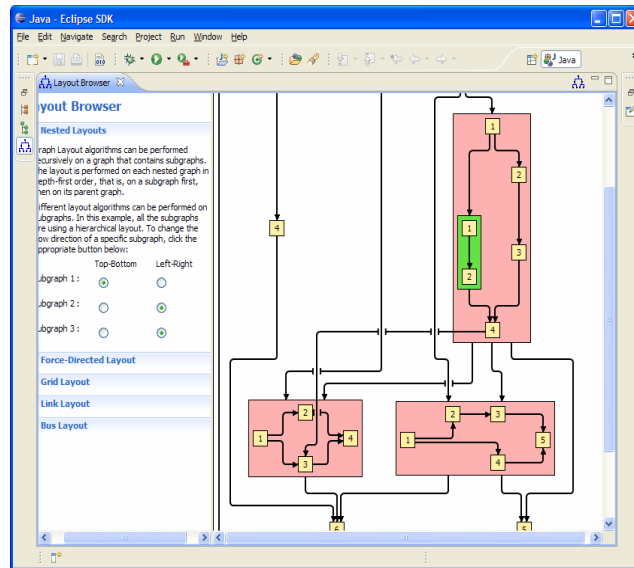 Java - Eclipse SDK
File Edit Navigate Search Project Run Window Help
Java
Layout Browser
yout Browser
Nested Layouts
raph Layout algorithms can be performed
ecursively on a graph that contains subgraphs.
he layout is performed on each nested graph in
epth-first order, that is, on a subgraph first,
hen on its parent graph.
ifferent layout algorithms can be performed on
ubgraphs. In this example, all the subgraphs
re using a hierarchical layout. To change the
low direction of a specific subgraph, click the
ppropriate button below:
Top-Bottom Left-Right
ubgraph 1 :
ubgraph 2 :
ubgraph 3 :
Force-Directed Layout
Grid Layout
Link Layout
Bus Layout
1
2
4
1
3
2
4
2
1
4
3
2
3
1
5
4
6
5